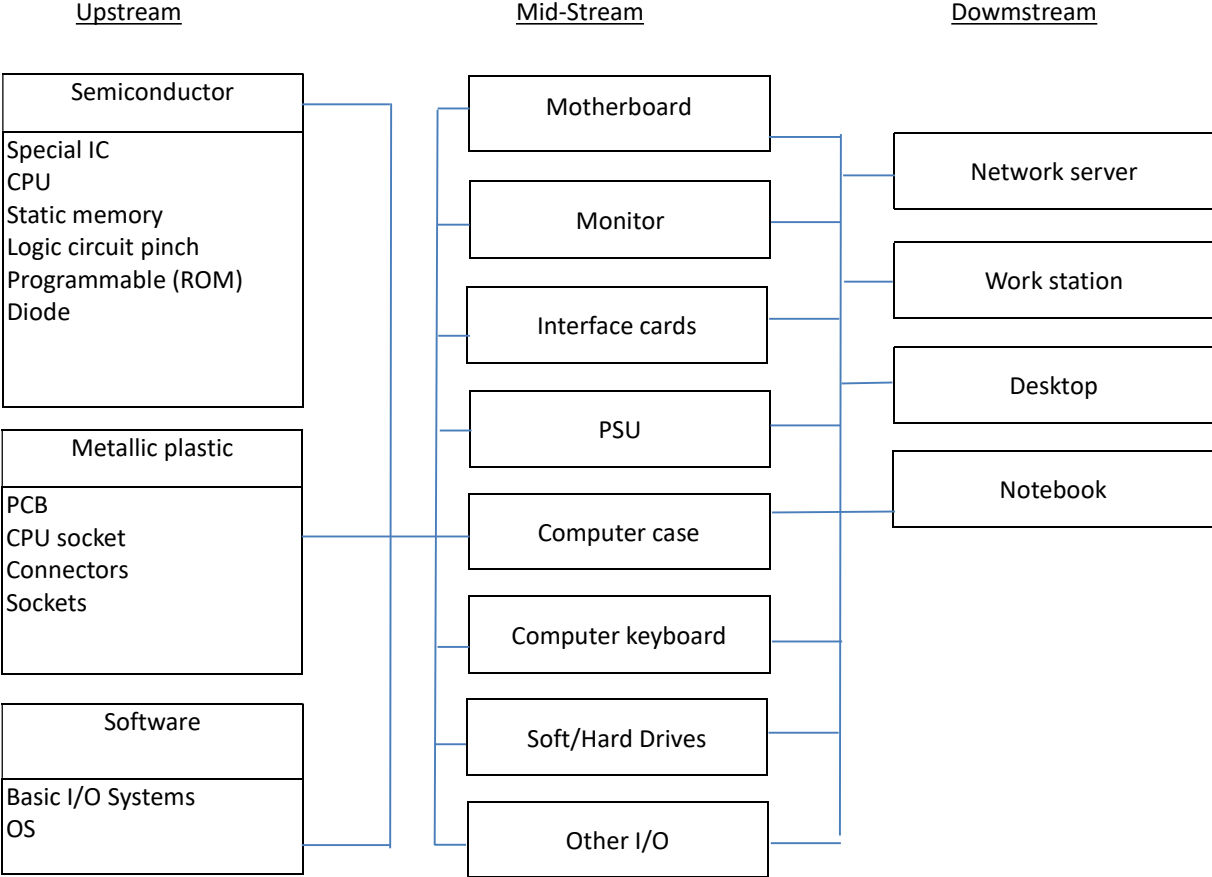 Upstream
Mid-Stream
Dowmstream
Semiconductor
Special IC
CPU
Static memory
Logic circuit pinch
Programmable (ROM)
Diode
Metallic plastic
PCB
CPU socket
Connectors
Sockets
Software
Basic I/O Systems
OS
Motherboard
Monitor
Interface cards
PSU
Computer case
Computer keyboard
Soft/Hard Drives
Other I/O
Network server
Work station
Desktop
Notebook